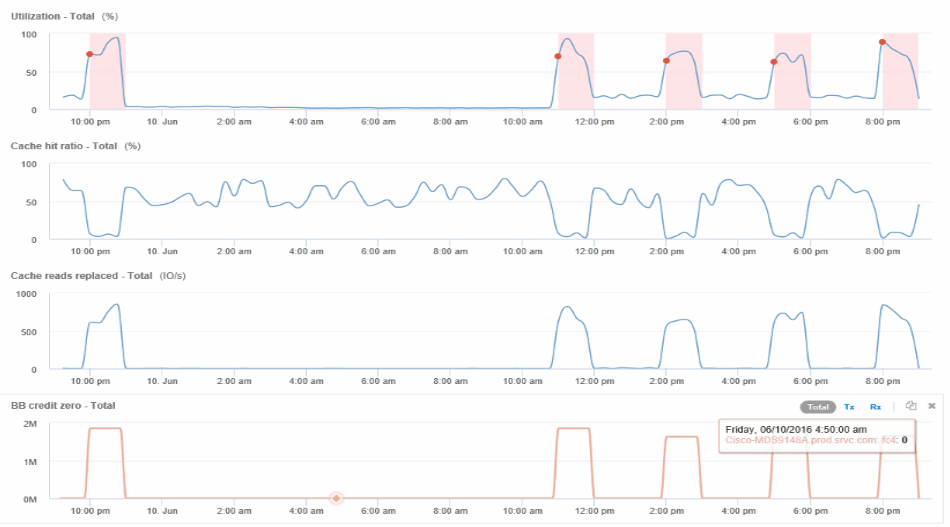 Utilization - Total (%)
100
50
0
10:00 pm 10. Jun 2:00 am 4:00 am 6:00 am 8:00 am 10:00 am 12:00 pm 2:00 pm 4:00 pm 6:00 pm 8:00 pm
Cache hit ratio - Total (%)
100
50
0
10:00 pm 10. Jun 2:00 am 4:00 am 6:00 am 8:00 am 10:00 am 12:00 pm 2:00 pm 4:00 pm 6:00 pm 8:00 pm
Cache reads replaced - Total (IO/s)
1000
500
0
10:00 pm 10. Jun 2:00 am 4:00 am 6:00 am 8:00 am 10:00 am 12:00 pm 2:00 pm 4:00 pm 6:00 pm 8:00 pm
BB credit zero - Total
Total Tx Rx
2M
Friday, 06/10/2016 4:50:00 am
Cisco-MDS9148A.prod.srvc.com: fc4: 0
1M
0M
10:00 pm 10. Jun 2:00 am 4:00 am 6:00 am 8:00 am 10:00 am 12:00 pm 2:00 pm 4:00 pm 6:00 pm 8:00 pm